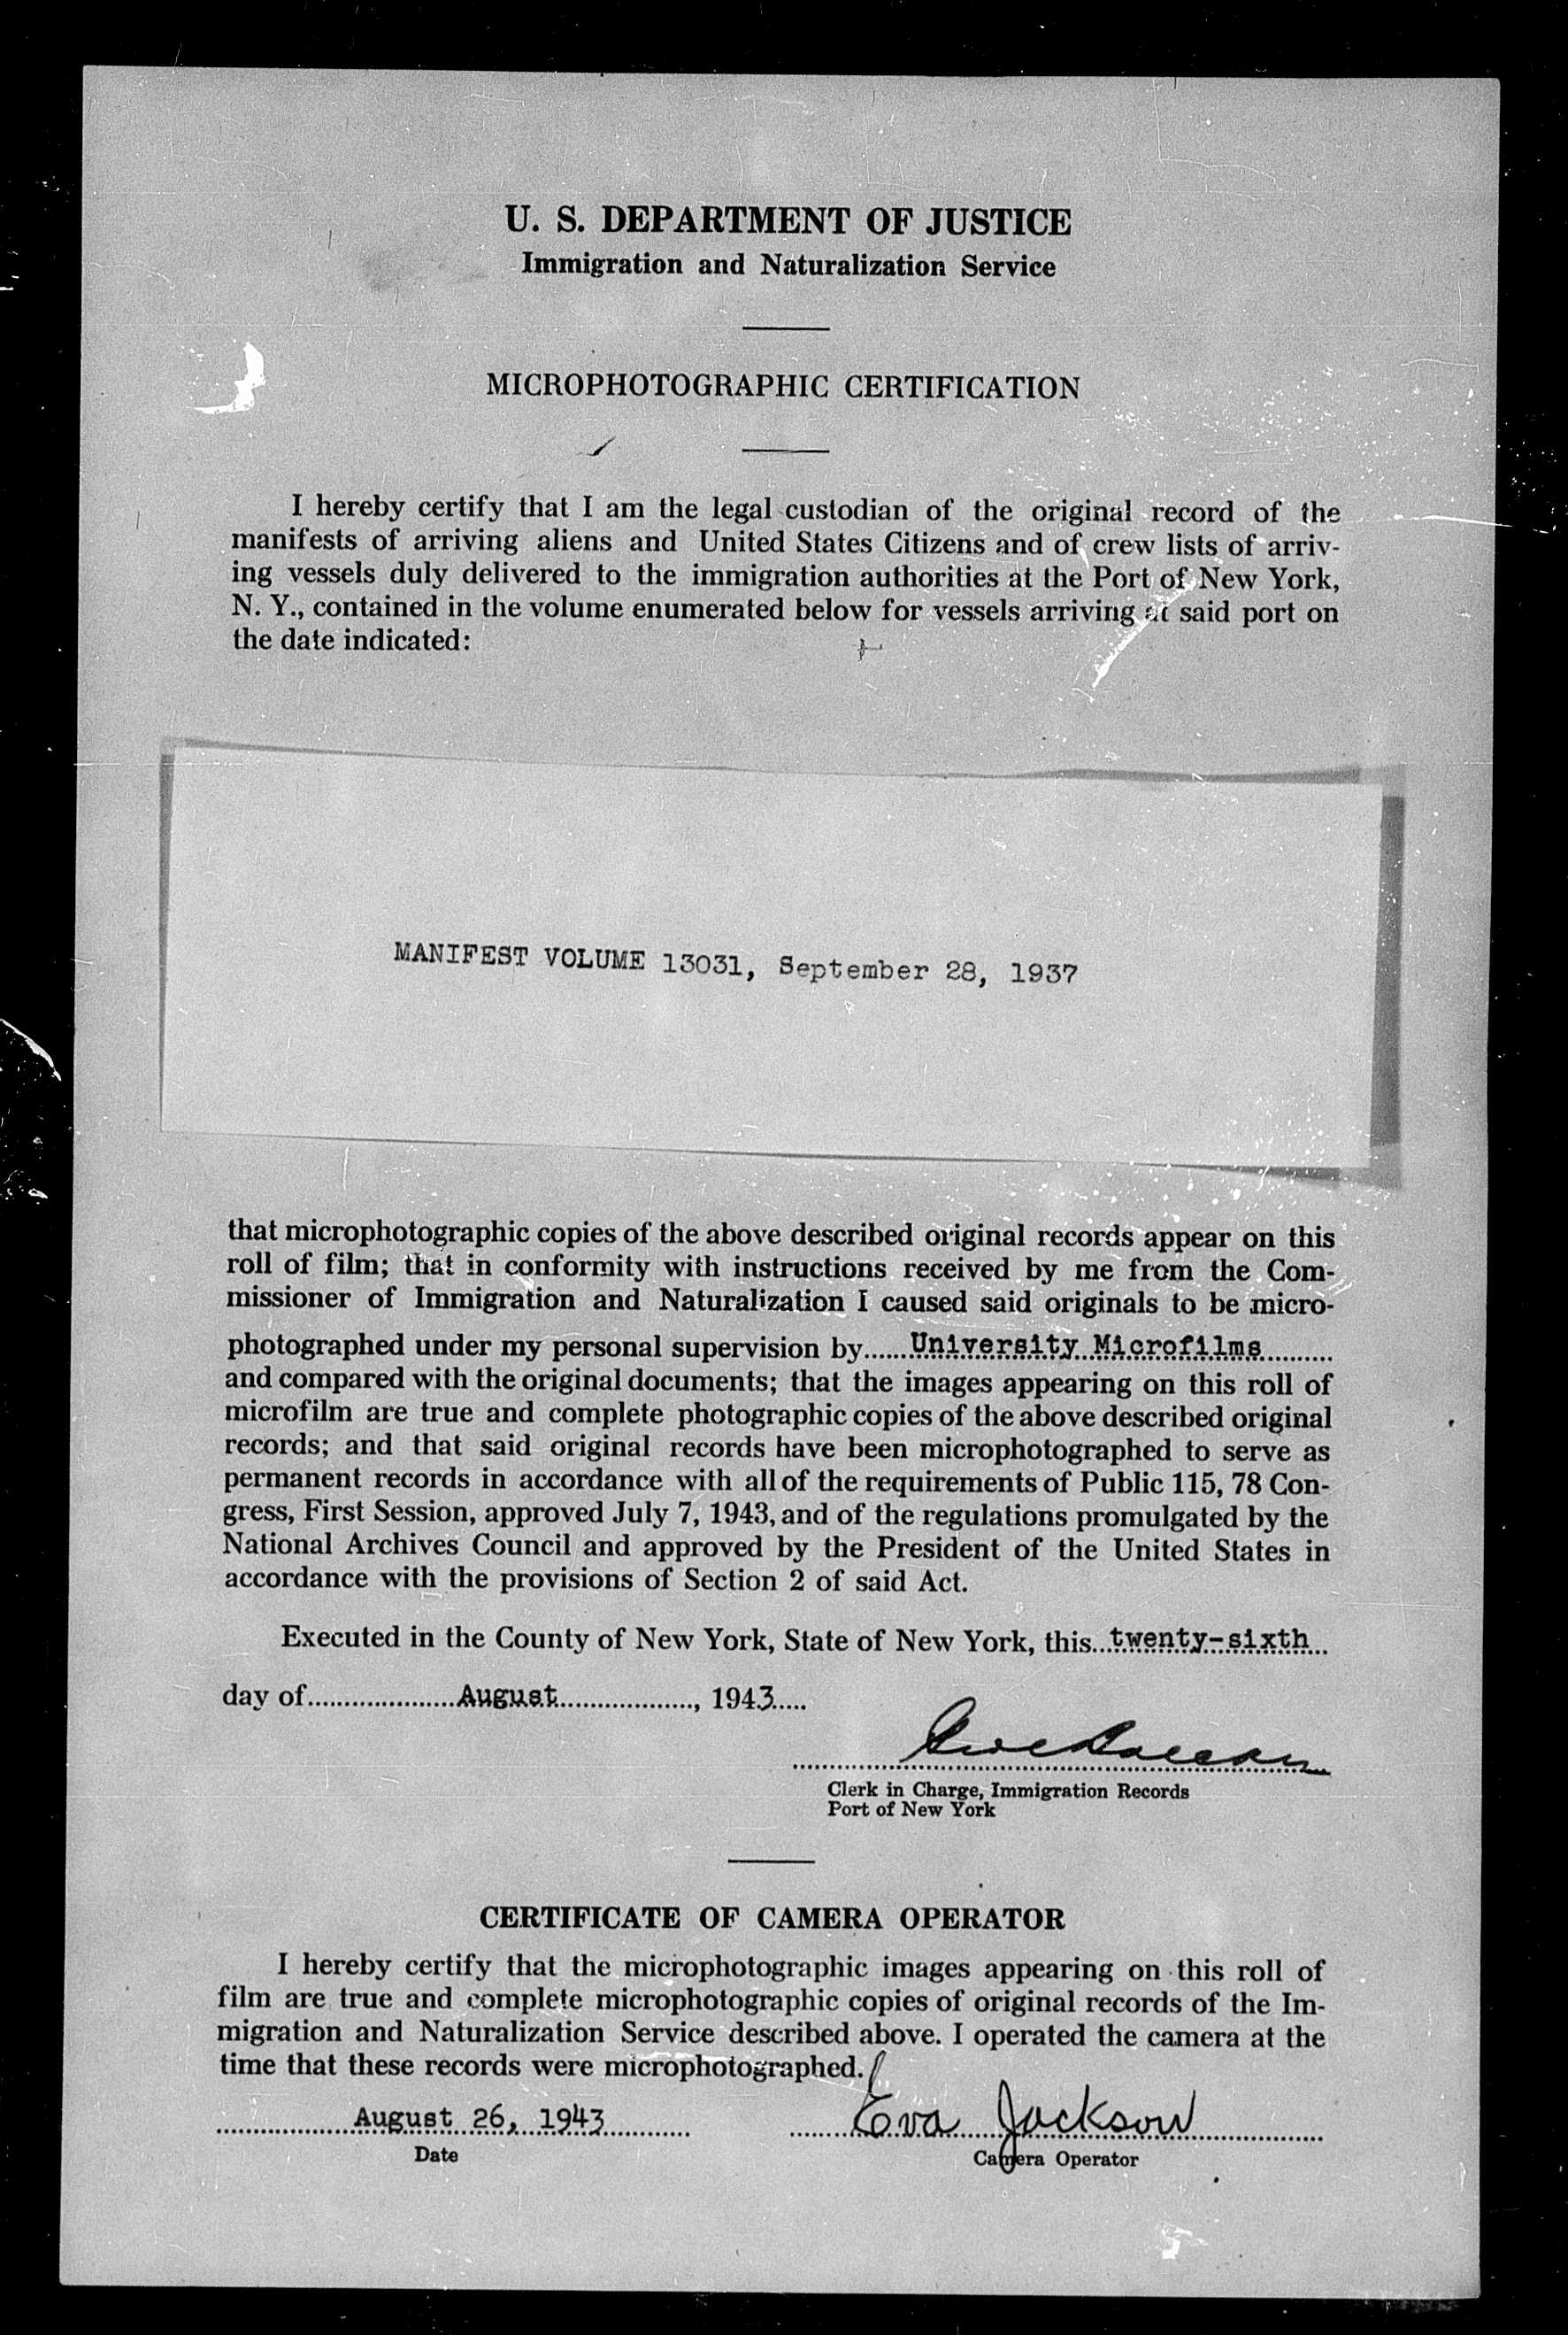 U. S. DEPARTMENT OF JUSTICE
Immigration and Naturalization Service
MICROPHOTOGRAPHIC CERTIFICATION
I hereby certify that I am the legal custodian of the original record of the
manifests of arriving aliens and United States Citizens and of crew lists of arriv-
ing vessels duly delivered to the immigration authorities at the Port of New York,
N. Y., contained in the volume enumerated below for vessels arriving at said port on
the date indicated:
MANIFEST VOLUME 13031, September 28, 1937
that microphotographic copies of the above described original records appear on this
roll of film; that in conformity with instructions received by me from the Com-
missioner of Immigration and Naturalization I caused said originals to be micro-
photographed under my personal supervision by......University Microfilms..........
and compared with the original documents; that the images appearing on this roll of
microfilm are true and complete photographic copies of the above described original
records; and that said original records have been microphotographed to serve as
permanent records in accordance with all of the requirements of Public 115, 78 Con-
gress, First Session, approved July 7, 1943, and of the regulations promulgated by the
National Archives Council and approved by the President of the United States in
accordance with the provisions of Section 2 of said Act.
Executed in the County of New York, State of New York, this...twenty-sixth...
day of.....................August..................., 1943.....
Clerk in Charge, Immigration Records
Port of New York
CERTIFICATE OF CAMERA OPERATOR
I hereby certify that the microphotographic images appearing on this roll of
film are true and complete microphotographic copies of original records of the Im-
migration and Naturalization Service described above. I operated the camera at the
time that these records were microphotographed.
August 26, 1943 Eva Jackson
Date Camera Operator